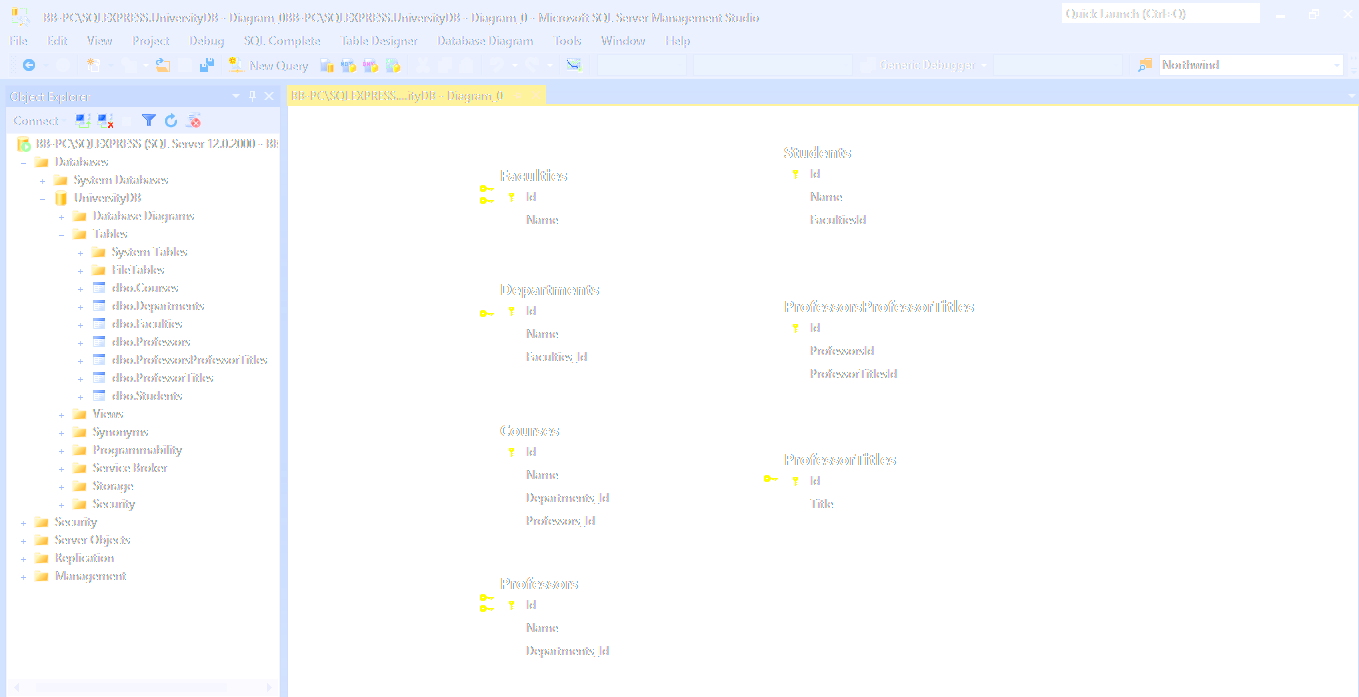 BB-PC\SQLEXPRESS.UniversityDB - Diagram_0BB-PC\SQLEXPRESS.UniversityDB - Diagram_0 - Microsoft SQL Server Management Studio
Quick Launch (Ctrl+Q)
File Edit View Project Debug SQL Complete Table Designer Database Diagram Tools Window Help
New Query Generic Debugger Northwind
Object Explorer
Connect
BB-PC\SQLEXPRESS (SQL Server 12.0.2000 - BB
Databases
System Databases
UniversityDB
Database Diagrams
Tables
System Tables
FileTables
dbo.Courses
dbo.Departments
dbo.Faculties
dbo.Professors
dbo.ProfessorsProfessorTitles
dbo.ProfessorTitles
dbo.Students
Views
Synonyms
Programmability
Service Broker
Storage
Security
Security
Server Objects
Replication
Management
BB-PC\SQLEXPRESS....ityDB - Diagram_0
Faculties
Id
Name
Departments
Id
Name
Faculties_Id
Courses
Id
Name
Departments_Id
Professors_Id
Professors
Id
Name
Departments_Id
Students
Id
Name
FacultiesId
ProfessorsProfessorTitles
Id
ProfessorsId
ProfessorTitlesId
ProfessorTitles
Id
Title